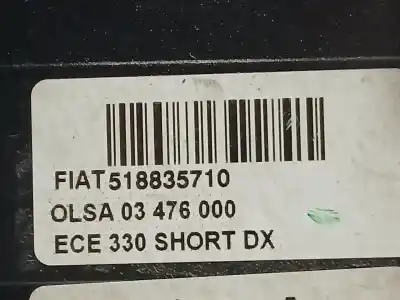 FIAT518835710
OLSA 03 476 000
ECE 330 SHORT DX